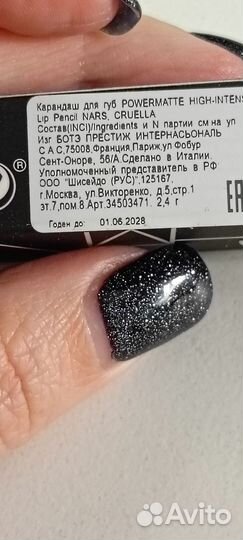 Карандаш для губ POWERMATTE HIGH-INTENS
Lip Pencil NARS, CRUELLA
Состав(INCI)/Ingredients и N партии см на уп
Изг БОТЭ ПРЕСТИЖ ИНТЕРНАСЬОНАЛЬ
С А С,75008,Франция,Париж,ул Фобур
Сент-Оноре, 56/А.Сделано в Италии.
Уполномоченный представитель в РФ:
ООО "Шисейдо (РУС)",125167,
г.Москва, ул.Викторенко, д.5,стр.1
эт.7,пом.8 Арт.34503471. 2,4 г
Годен до: 01.06.2028
®
EAC
Avito